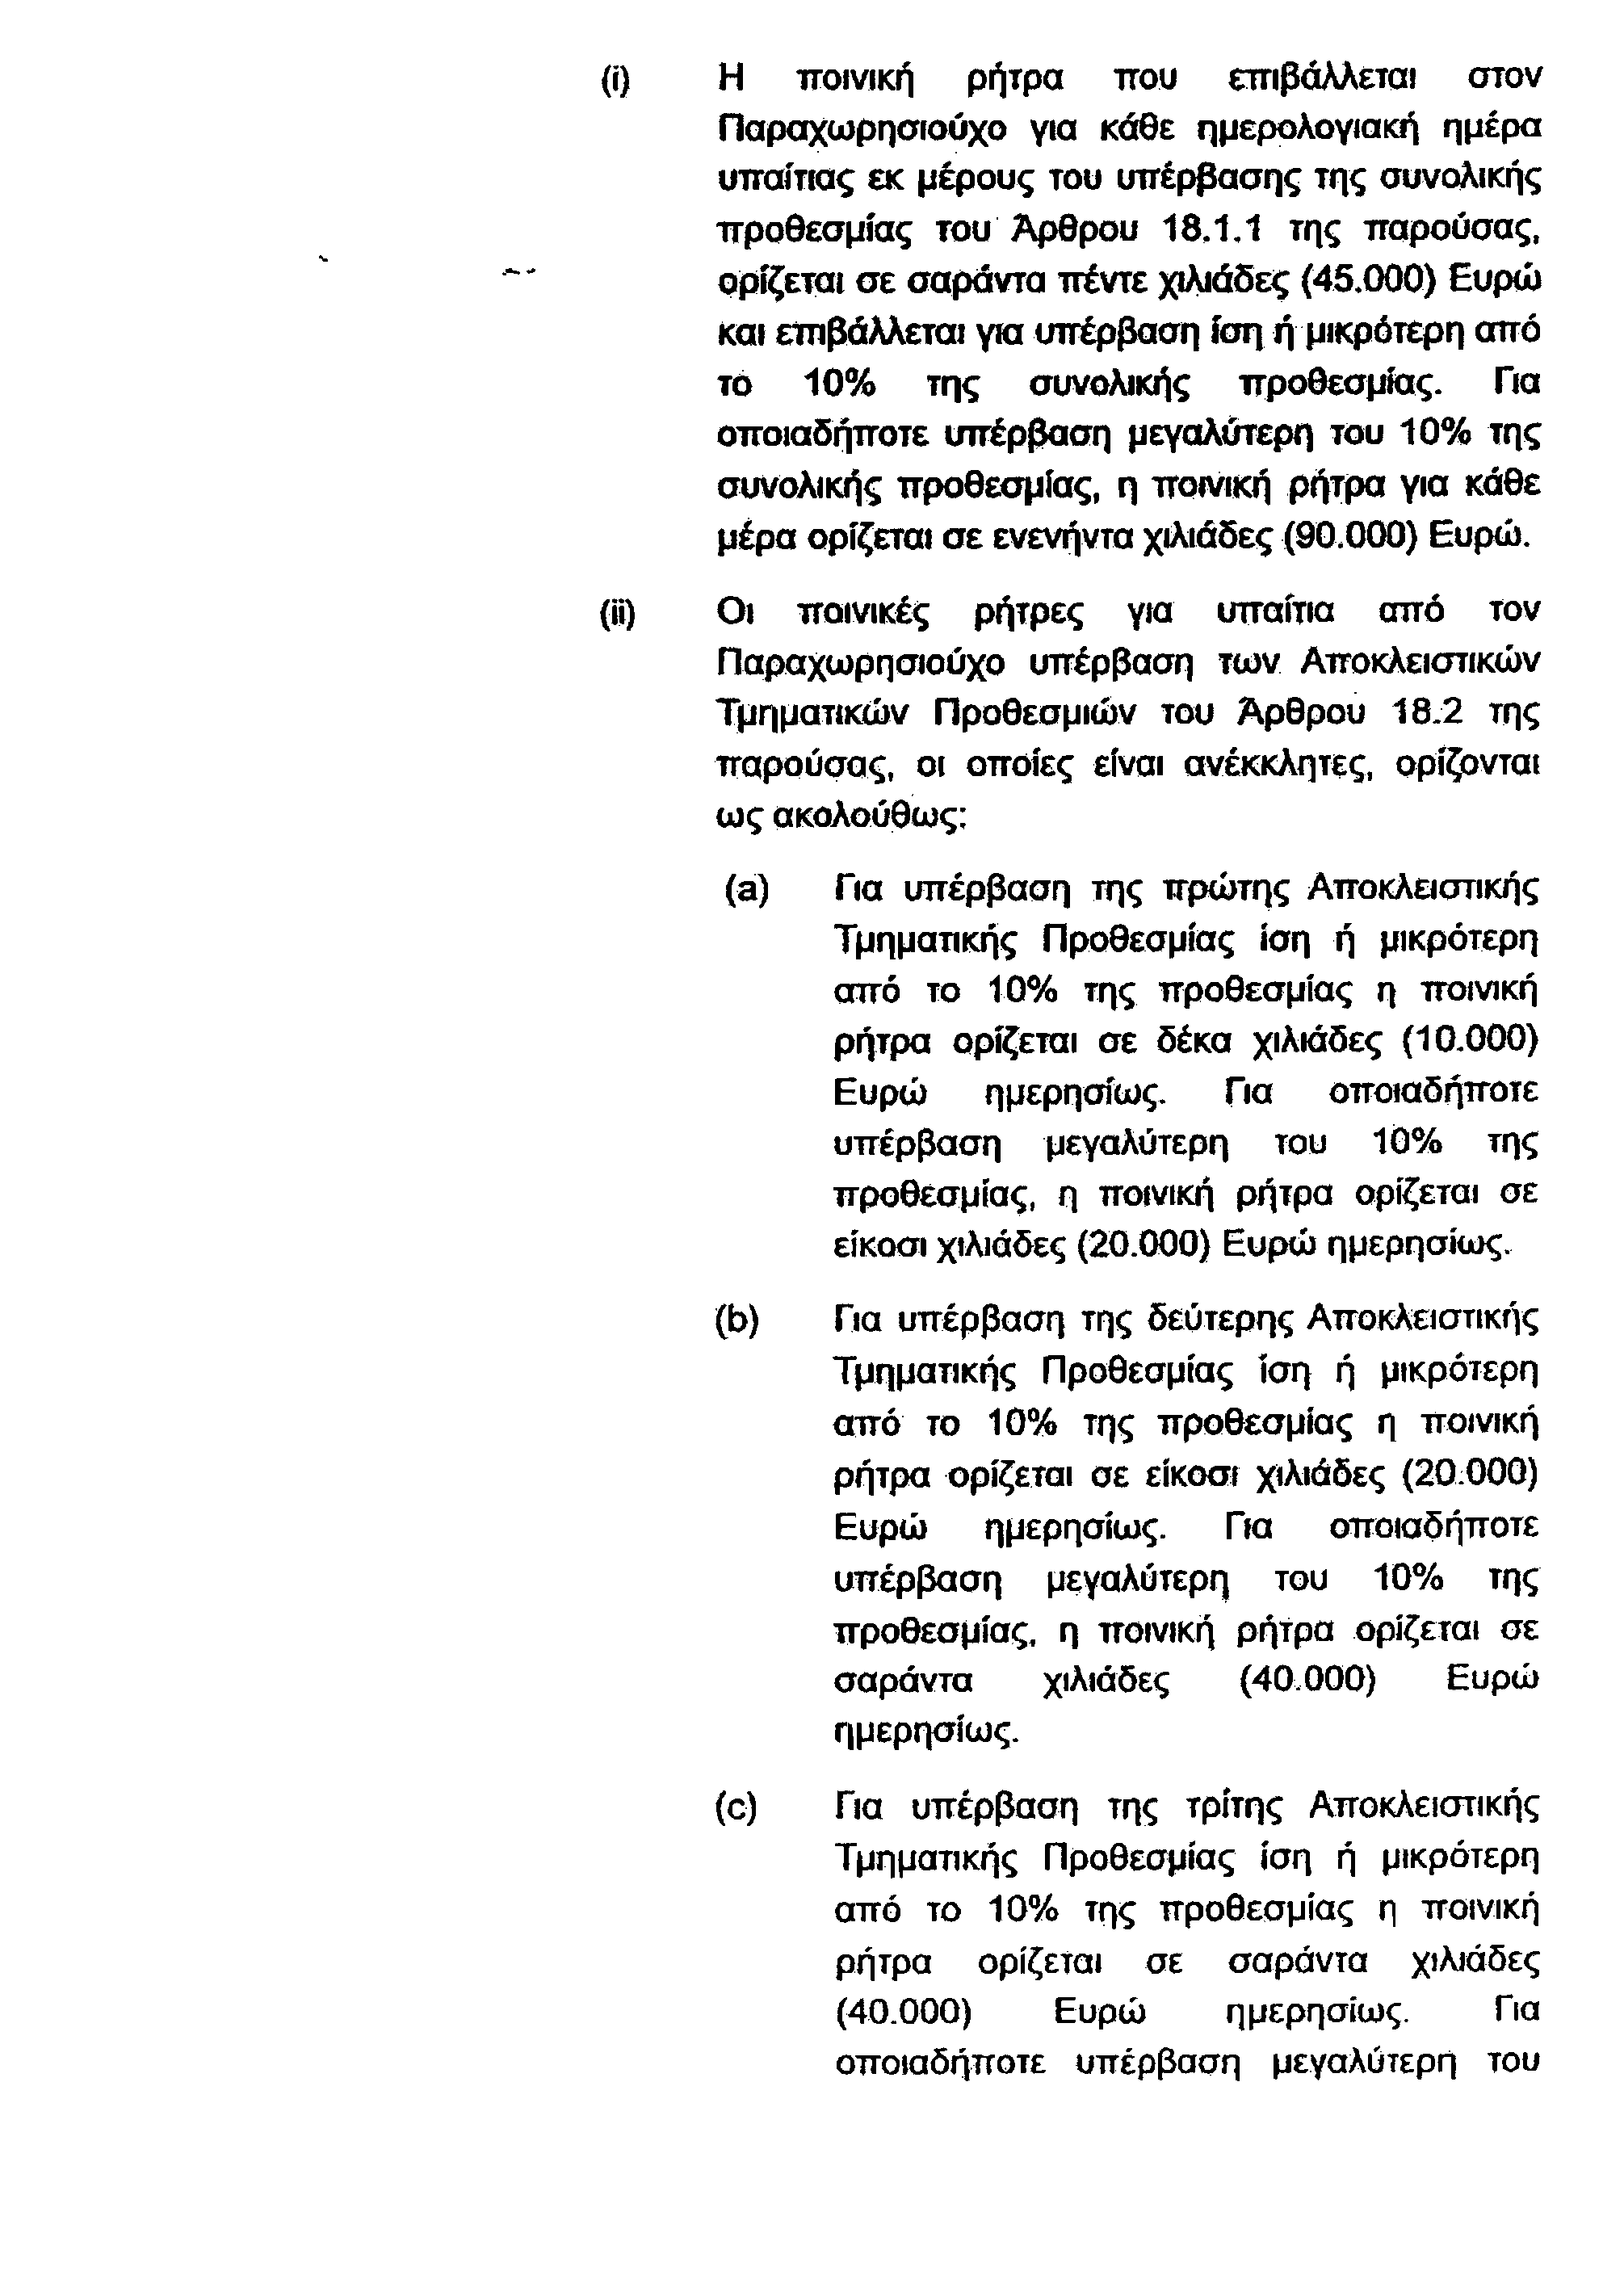 (i) Η ποινική ρήτρα που επιβάλλεται στον
Παραχωρησιούχο για κάθε ημερολογιακή ημέρα
υπαίτιας εκ μέρους του υπέρβασης της συνολικής
προθεσμίας του Άρθρου 18.1.1 της παρούσας,
ορίζεται σε σαράντα πέντε χιλιάδες (45.000) Ευρώ
και επιβάλλεται για υπέρβαση ίση ή μικρότερη από
το 10% της συνολικής προθεσμίας. Για
οποιαδήποτε υπέρβαση μεγαλύτερη του 10% της
συνολικής προθεσμίας, η ποινική ρήτρα για κάθε
μέρα ορίζεται σε ενενήντα χιλιάδες (90.000) Ευρώ.
(ii) Οι ποινικές ρήτρες για υπαίτια από τον
Παραχωρησιούχο υπέρβαση των Αποκλειστικών
Τμηματικών Προθεσμιών του Άρθρου 18.2 της
παρούσας, οι οποίες είναι ανέκκλητες, ορίζονται
ως ακολούθως:
(a) Για υπέρβαση της πρώτης Αποκλειστικής
Τμηματικής Προθεσμίας ίση ή μικρότερη
από το 10% της προθεσμίας η ποινική
ρήτρα ορίζεται σε δέκα χιλιάδες (10.000)
Ευρώ ημερησίως. Για οποιαδήποτε
υπέρβαση μεγαλύτερη του 10% της
προθεσμίας, η ποινική ρήτρα ορίζεται σε
είκοσι χιλιάδες (20.000) Ευρώ ημερησίως.
(b) Για υπέρβαση της δεύτερης Αποκλειστικής
Τμηματικής Προθεσμίας ίση ή μικρότερη
από το 10% της προθεσμίας η ποινική
ρήτρα ορίζεται σε είκοσι χιλιάδες (20.000)
Ευρώ ημερησίως. Για οποιαδήποτε
υπέρβαση μεγαλύτερη του 10% της
προθεσμίας, η ποινική ρήτρα ορίζεται σε
σαράντα χιλιάδες (40.000) Ευρώ
ημερησίως.
(c) Για υπέρβαση της τρίτης Αποκλειστικής
Τμηματικής Προθεσμίας ίση ή μικρότερη
από το 10% της προθεσμίας η ποινική
ρήτρα ορίζεται σε σαράντα χιλιάδες
(40.000) Ευρώ ημερησίως. Για
οποιαδήποτε υπέρβαση μεγαλύτερη του